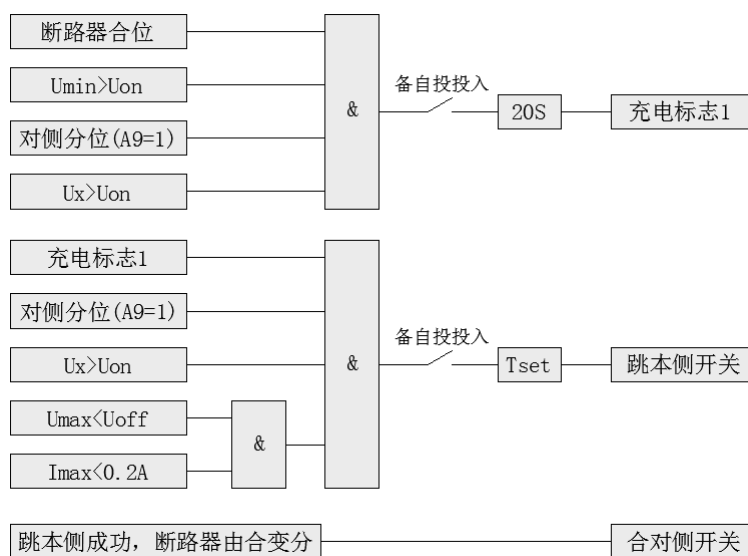 断路器合位
Umin>Uon
对侧分位(A9=1)
Ux>Uon
&
备自投投入
20S
充电标志1
充电标志1
对侧分位(A9=1)
Ux>Uon
Umax<Uoff
Imax<0.2A
&
&
备自投投入
Tset
跳本侧开关
跳本侧成功，断路器由合变分
合对侧开关